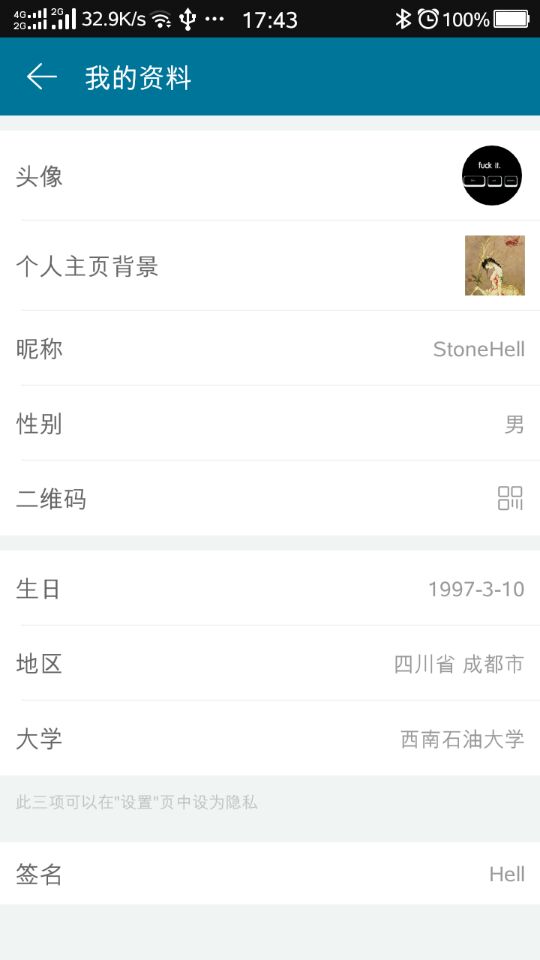 4G 2G 2G 32.9K/s 17:43 100%
我的资料
头像
fuck it.
个人主页背景
昵称 StoneHell
性别 男
二维码
生日 1997-3-10
地区 四川省 成都市
大学 西南石油大学
此三项可以在"设置"页中设为隐私
签名 Hell